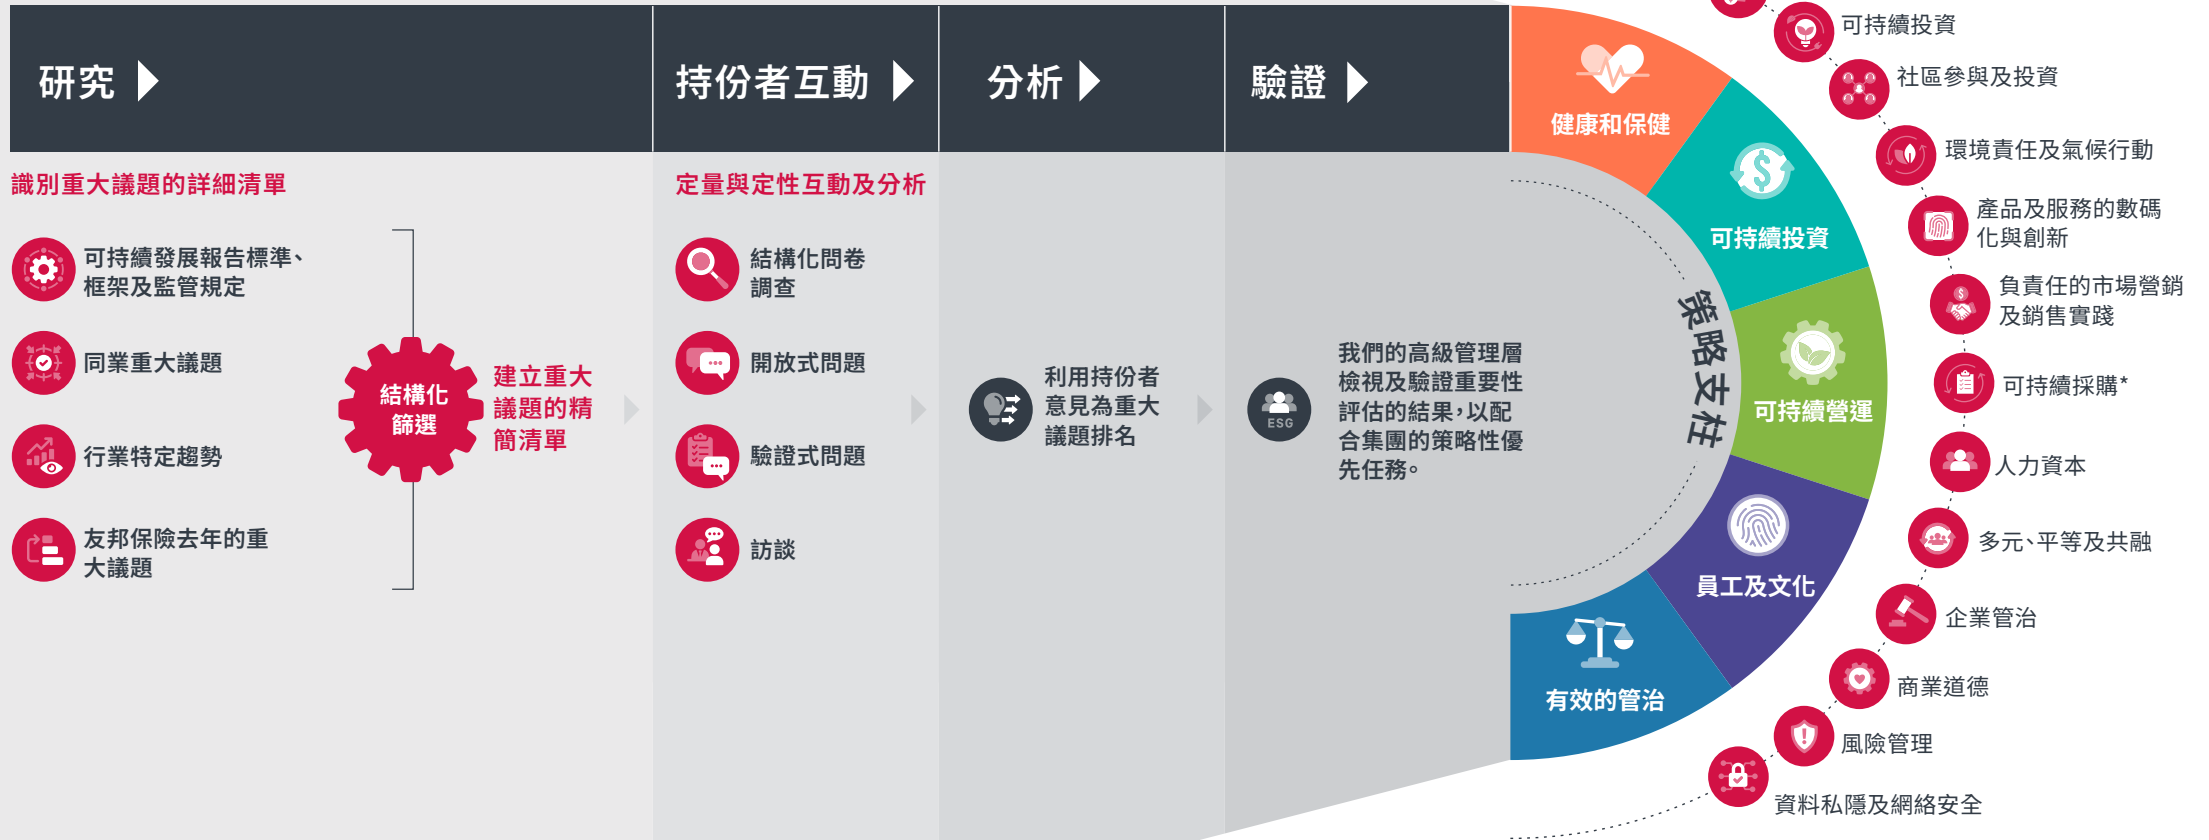 研究
持份者互動
分析
驗證
識別重大議題的詳細清單
可持續發展報告標準、
框架及監管規定
同業重大議題
行業特定趨勢
友邦保險去年的重
大議題
結構化
篩選
建立重大
議題的精
簡清單
定量與定性互動及分析
結構化問卷
調查
開放式問題
驗證式問題
訪談
利用持份者
意見為重大
議題排名
ESG
我們的高級管理層
檢視及驗證重要性
評估的結果，以配
合集團的策略性優
先任務。
策略支柱
健康和保健
可持續投資
可持續營運
員工及文化
有效的管治
可持續投資
社區參與及投資
環境責任及氣候行動
產品及服務的數碼
化與創新
負責任的市場營銷
及銷售實踐
可持續採購*
人力資本
多元、平等及共融
企業管治
商業道德
風險管理
資料私隱及網絡安全